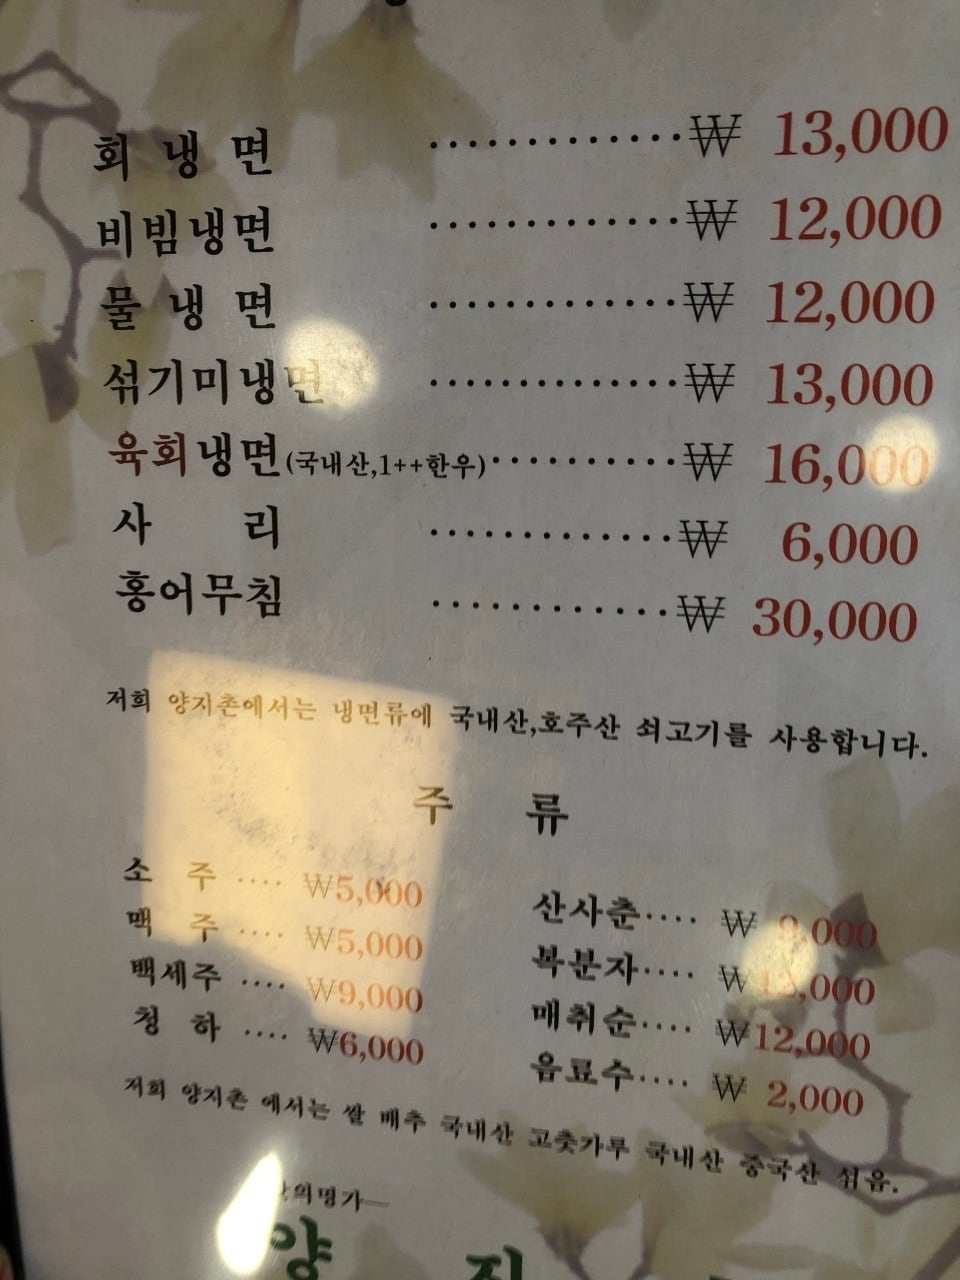 회 냉 면 ·············₩ 13,000
비빔냉면 ·············₩ 12,000
물 냉 면 ·············₩ 12,000
섞기미냉면 ·············₩ 13,000
육회냉면(국내산,1++한우)··········₩ 16,000
사 리 ·············₩ 6,000
홍어무침 ·············₩ 30,000
저희 양지촌에서는 냉면류에 국내산,호주산 쇠고기를 사용합니다.
주 류
소 주 ···· ₩5,000
맥 주 ···· ₩5,000
백세주 ···· ₩9,000
청 하 ···· ₩6,000
산사춘···· ₩ 9,000
복분자···· ₩
매취순···· ₩12,000
음료수···· ₩ 2,000
저희 양지촌 에서는 쌀 배추 국내산 고춧가루 국내산 중국산 섞음.
양 지